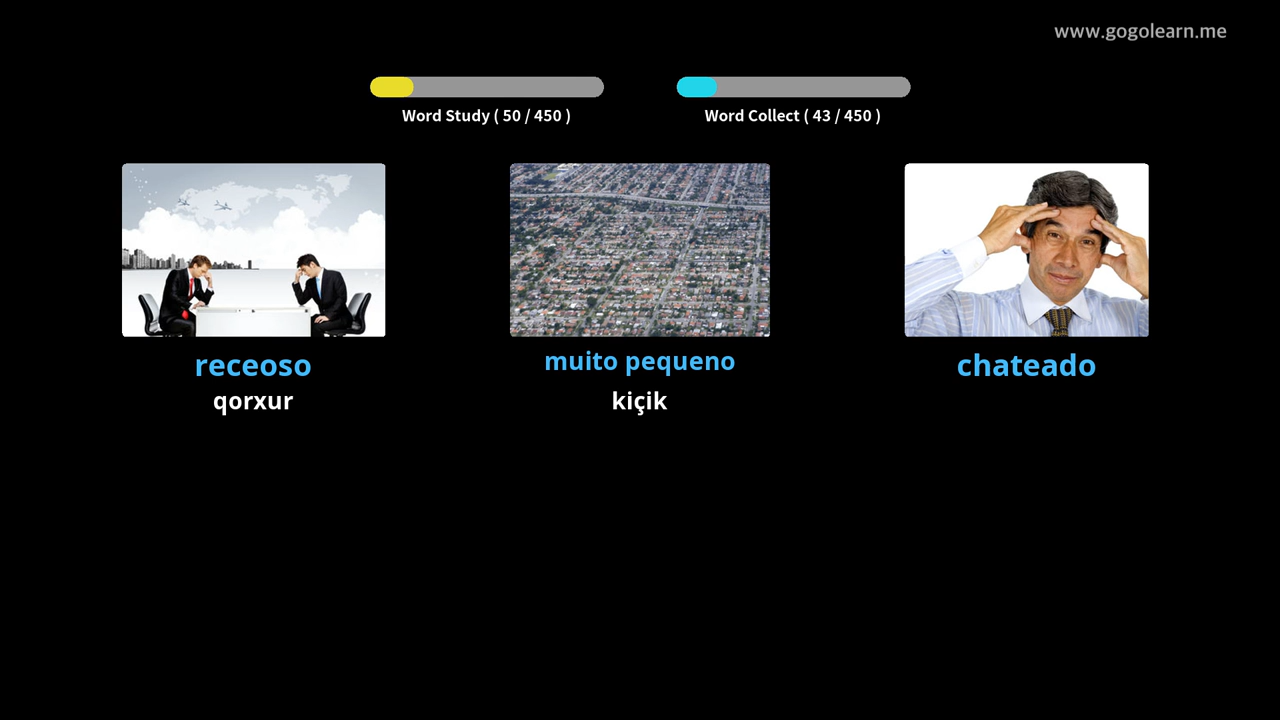 www.gogolearn.me
Word Study ( 50 / 450 )
Word Collect ( 43 / 450 )
receoso
qorxur
muito pequeno
kiçik
chateado